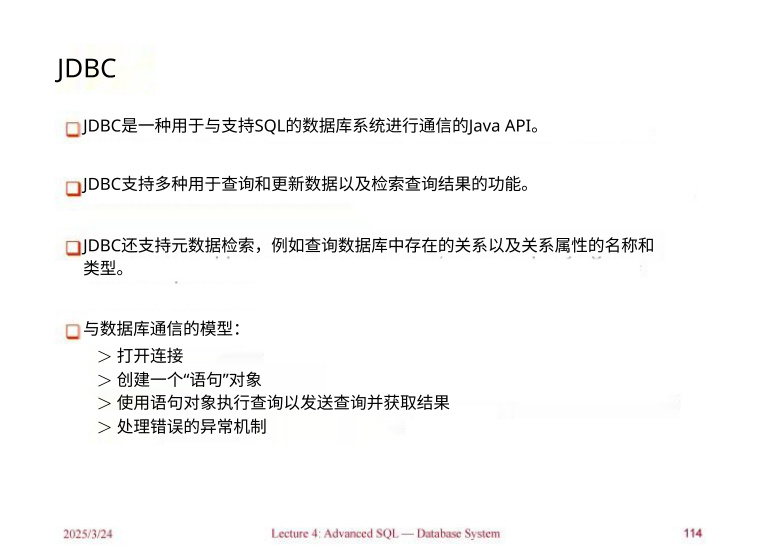 JDBC
JDBC是一种用于与支持SQL的数据库系统进行通信的Java API。
JDBC支持多种用于查询和更新数据以及检索查询结果的功能。
JDBC还支持元数据检索，例如查询数据库中存在的关系以及关系属性的名称和
类型。
与数据库通信的模型：
＞ 打开连接
＞ 创建一个“语句”对象
＞ 使用语句对象执行查询以发送查询并获取结果
＞ 处理错误的异常机制
2025/3/24
Lecture 4: Advanced SQL — Database System
114